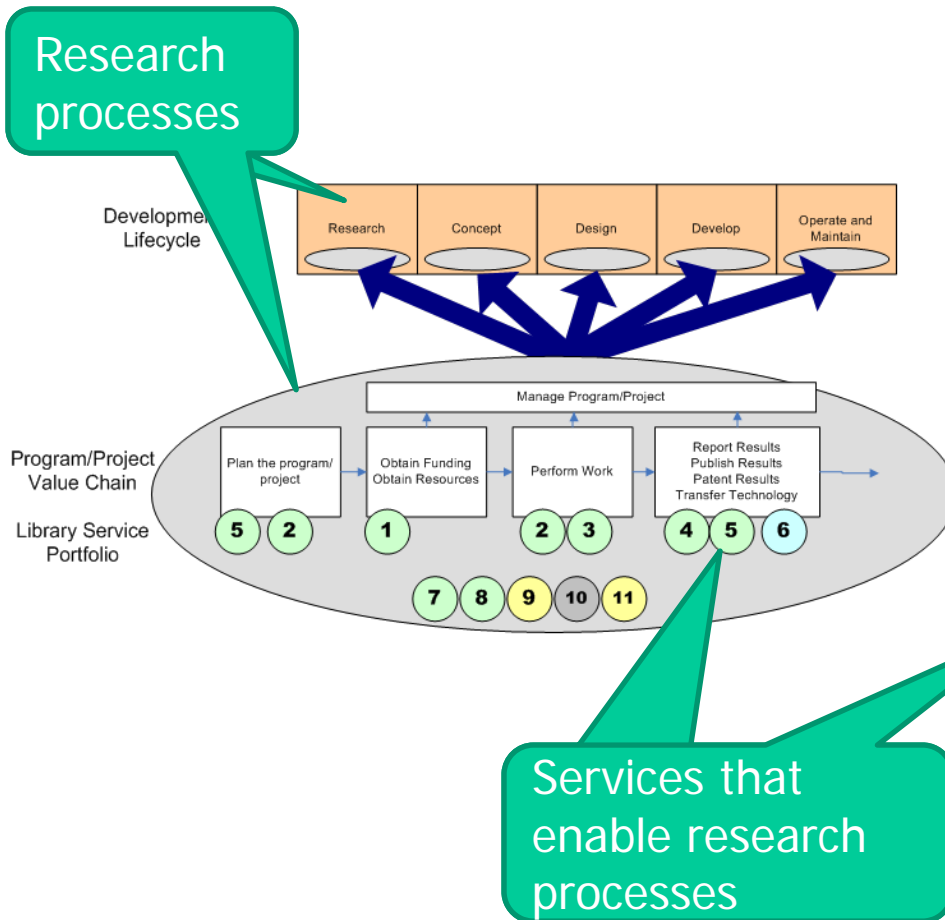 Research
processes
Developmen
Lifecycle
Research
Concept
Design
Develop
Operate and
Maintain
Manage Program/Project
Program/Project
Value Chain
Plan the program/
project
Obtain Funding
Obtain Resources
Perform Work
Report Results
Publish Results
Patent Results
Transfer Technology
Library Service
Portfolio
5 2 1 2 3 4 5 6
7 8 9 10 11
Services that
enable research
processes